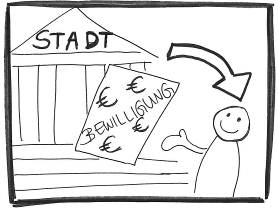 STADT
€ €
BEWILLIGUNG
€ €